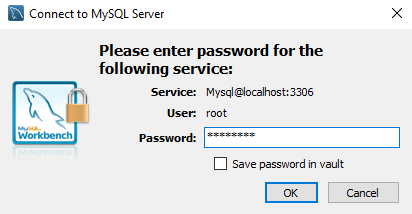 Connect to MySQL Server
Please enter password for the
following service:
Service: Mysql@localhost:3306
User: root
Password: ********
Save password in vault
MySQL
Workbench
OK Cancel